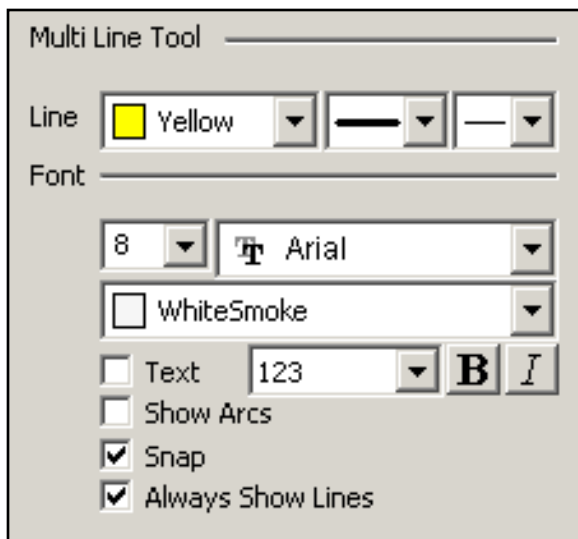 Multi Line Tool
Line Yellow
Font
8 Arial
WhiteSmoke
Text 123 B I
Show Arcs
Snap
Always Show Lines